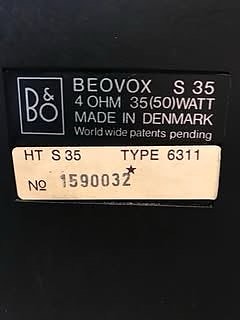 B&O
BEOVOX S 35
4 OHM 35(50)WATT
MADE IN DENMARK
World wide patents pending
HT S 35 TYPE 6311
No 1590032